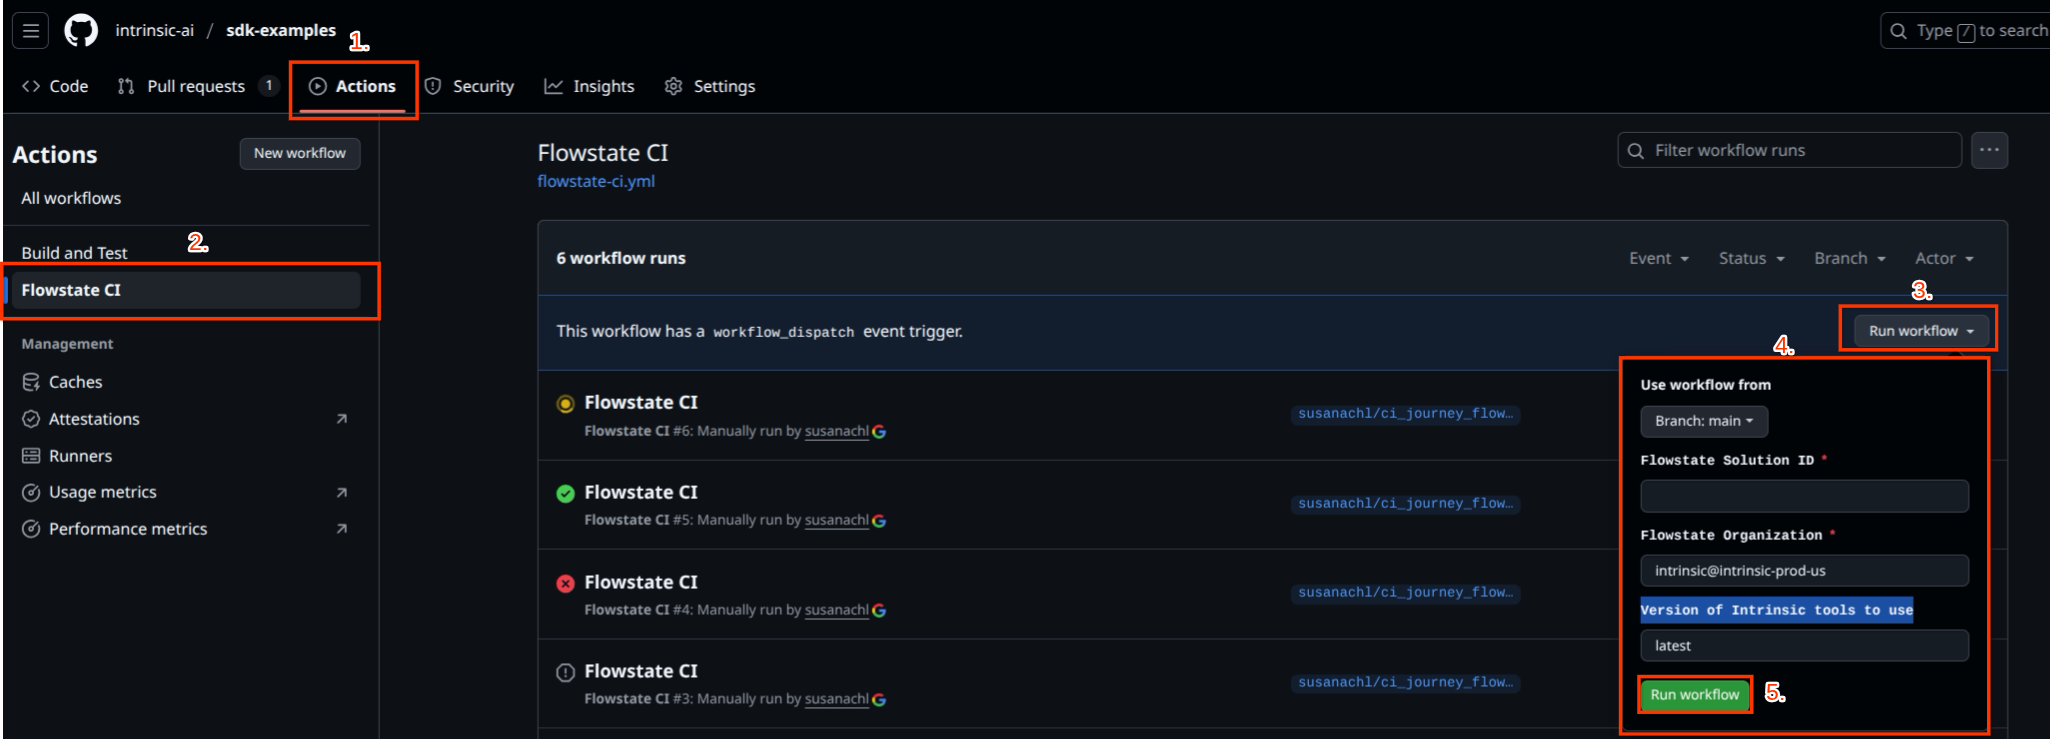 intrinsic-ai / sdk-examples
1.
Type / to search
Code
Pull requests 1
Actions
Security
Insights
Settings
Actions
New workflow
All workflows
2.
Build and Test
Flowstate CI
Management
Caches
Attestations
Runners
Usage metrics
Performance metrics
Flowstate CI
flowstate-ci.yml
Filter workflow runs
...
6 workflow runs
Event
Status
Branch
Actor
3.
This workflow has a workflow_dispatch event trigger.
Run workflow
4.
Flowstate CI
Flowstate CI #6: Manually run by susanachl
susanachl/ci_journey_flow…
Flowstate CI
Flowstate CI #5: Manually run by susanachl
susanachl/ci_journey_flow…
Flowstate CI
Flowstate CI #4: Manually run by susanachl
susanachl/ci_journey_flow…
Flowstate CI
Flowstate CI #3: Manually run by susanachl
susanachl/ci_journey_flow…
Use workflow from
Branch: main
Flowstate Solution ID *
Flowstate Organization *
intrinsic@intrinsic-prod-us
Version of Intrinsic tools to use
latest
Run workflow
5.